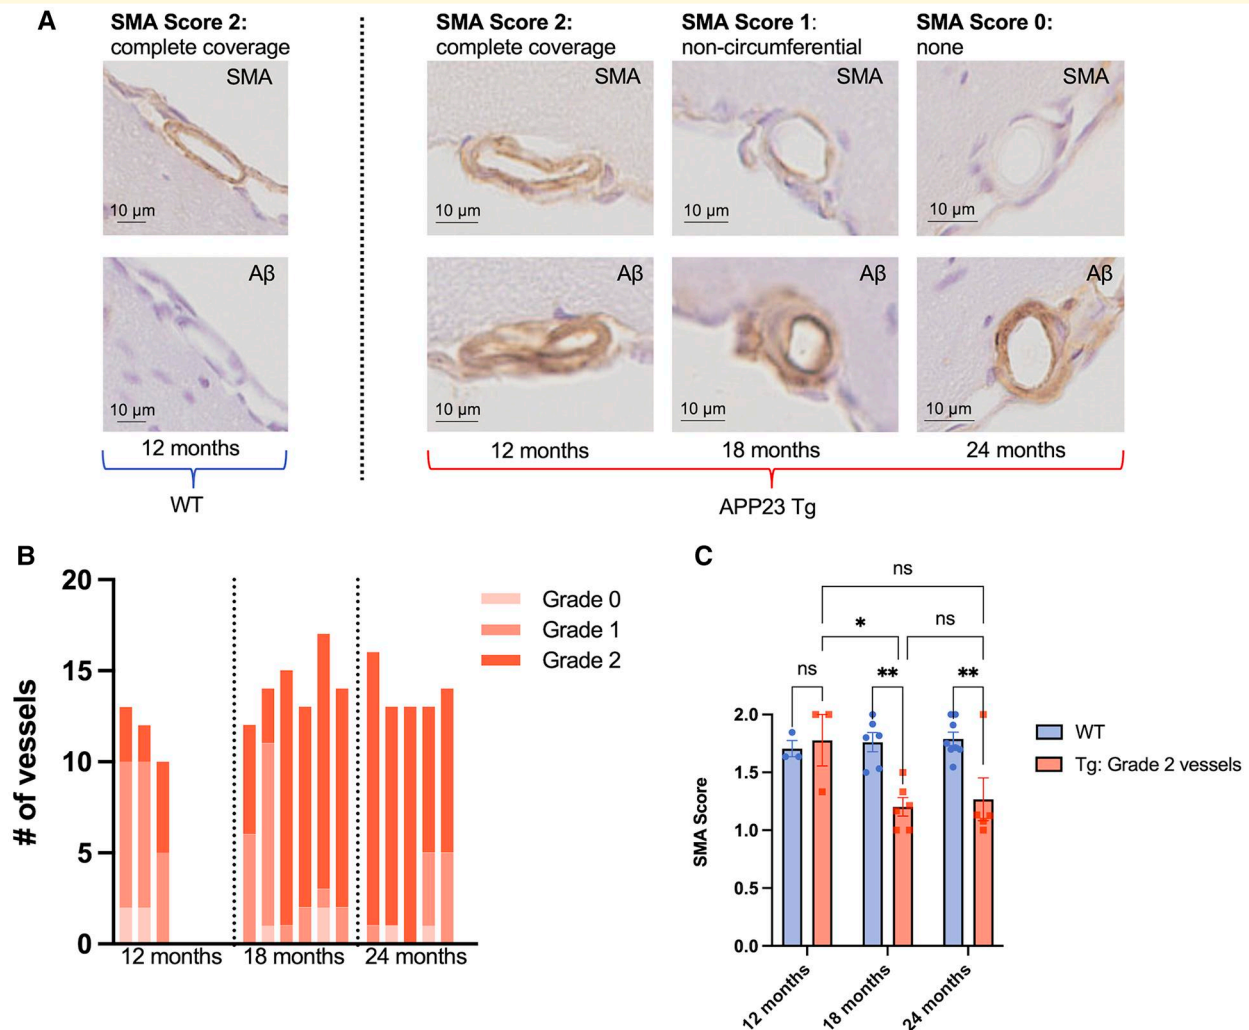 A
SMA Score 2:
complete coverage
SMA Score 2:
complete coverage
SMA Score 1:
non-circumferential
SMA Score 0:
none
SMA
SMA
SMA
SMA
10 µm
10 µm
10 µm
10 µm
Aβ
Aβ
Aβ
Aβ
10 µm
10 µm
10 µm
10 µm
12 months
12 months
18 months
24 months
WT
APP23 Tg
B
# of vessels
20
15
10
5
0
12 months
18 months
24 months
Grade 0
Grade 1
Grade 2
C
ns
*
ns
ns
**
**
SMA Score
2.0
1.5
1.0
0.5
0.0
12 months
18 months
24 months
WT
Tg: Grade 2 vessels